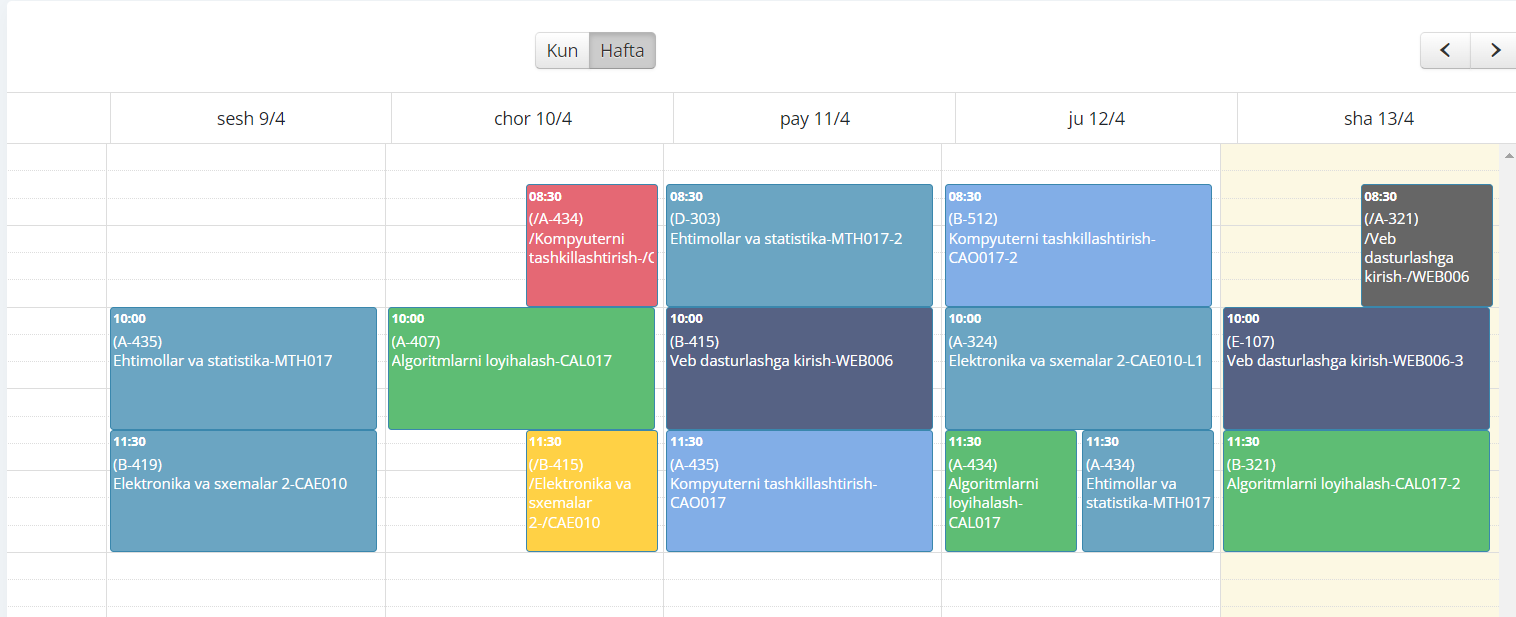 Kun Hafta
sesh 9/4
chor 10/4
pay 11/4
ju 12/4
sha 13/4
10:00
(A-435)
Ehtimollar va statistika-MTH017
11:30
(B-419)
Elektronika va sxemalar 2-CAE010
08:30
(/A-434)
/Kompyuterni
tashkillashtirish-/C
10:00
(A-407)
Algoritmlarni loyihalash-CAL017
11:30
(/B-415)
/Elektronika va
sxemalar
2-/CAE010
08:30
(D-303)
Ehtimollar va statistika-MTH017-2
10:00
(B-415)
Veb dasturlashga kirish-WEB006
11:30
(A-435)
Kompyuterni tashkillashtirish-
CAO017
08:30
(B-512)
Kompyuterni tashkillashtirish-
CAO017-2
10:00
(A-324)
Elektronika va sxemalar 2-CAE010-L1
11:30
(A-434)
Algoritmlarni
loyihalash-
CAL017
11:30
(A-434)
Ehtimollar va
statistika-MTH017
08:30
(/A-321)
/Veb
dasturlashga
kirish-/WEB006
10:00
(E-107)
Veb dasturlashga kirish-WEB006-3
11:30
(B-321)
Algoritmlarni loyihalash-CAL017-2